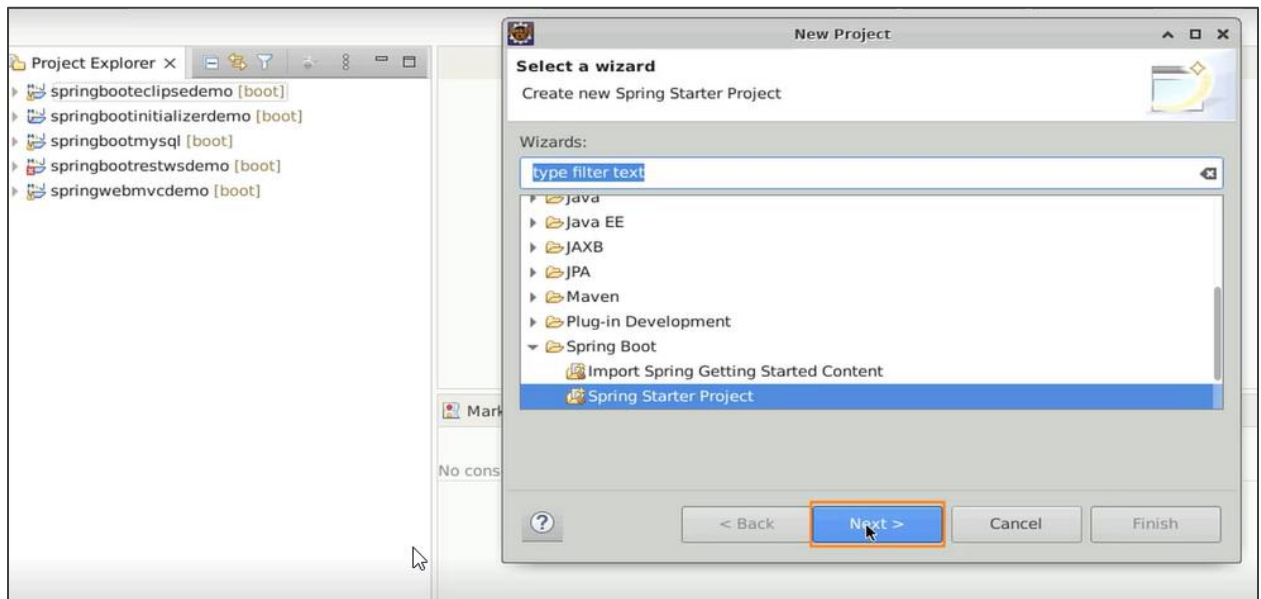 Project Explorer
springbooteclipsedemo [boot]
springbootinitializerdemo [boot]
springbootmysql [boot]
springbootrestwsdemo [boot]
springwebmvcdemo [boot]
Mark
No cons
New Project
Select a wizard
Create new Spring Starter Project
Wizards:
type filter text
Java
Java EE
JAXB
JPA
Maven
Plug-in Development
Spring Boot
Import Spring Getting Started Content
Spring Starter Project
?
< Back
Next >
Cancel
Finish